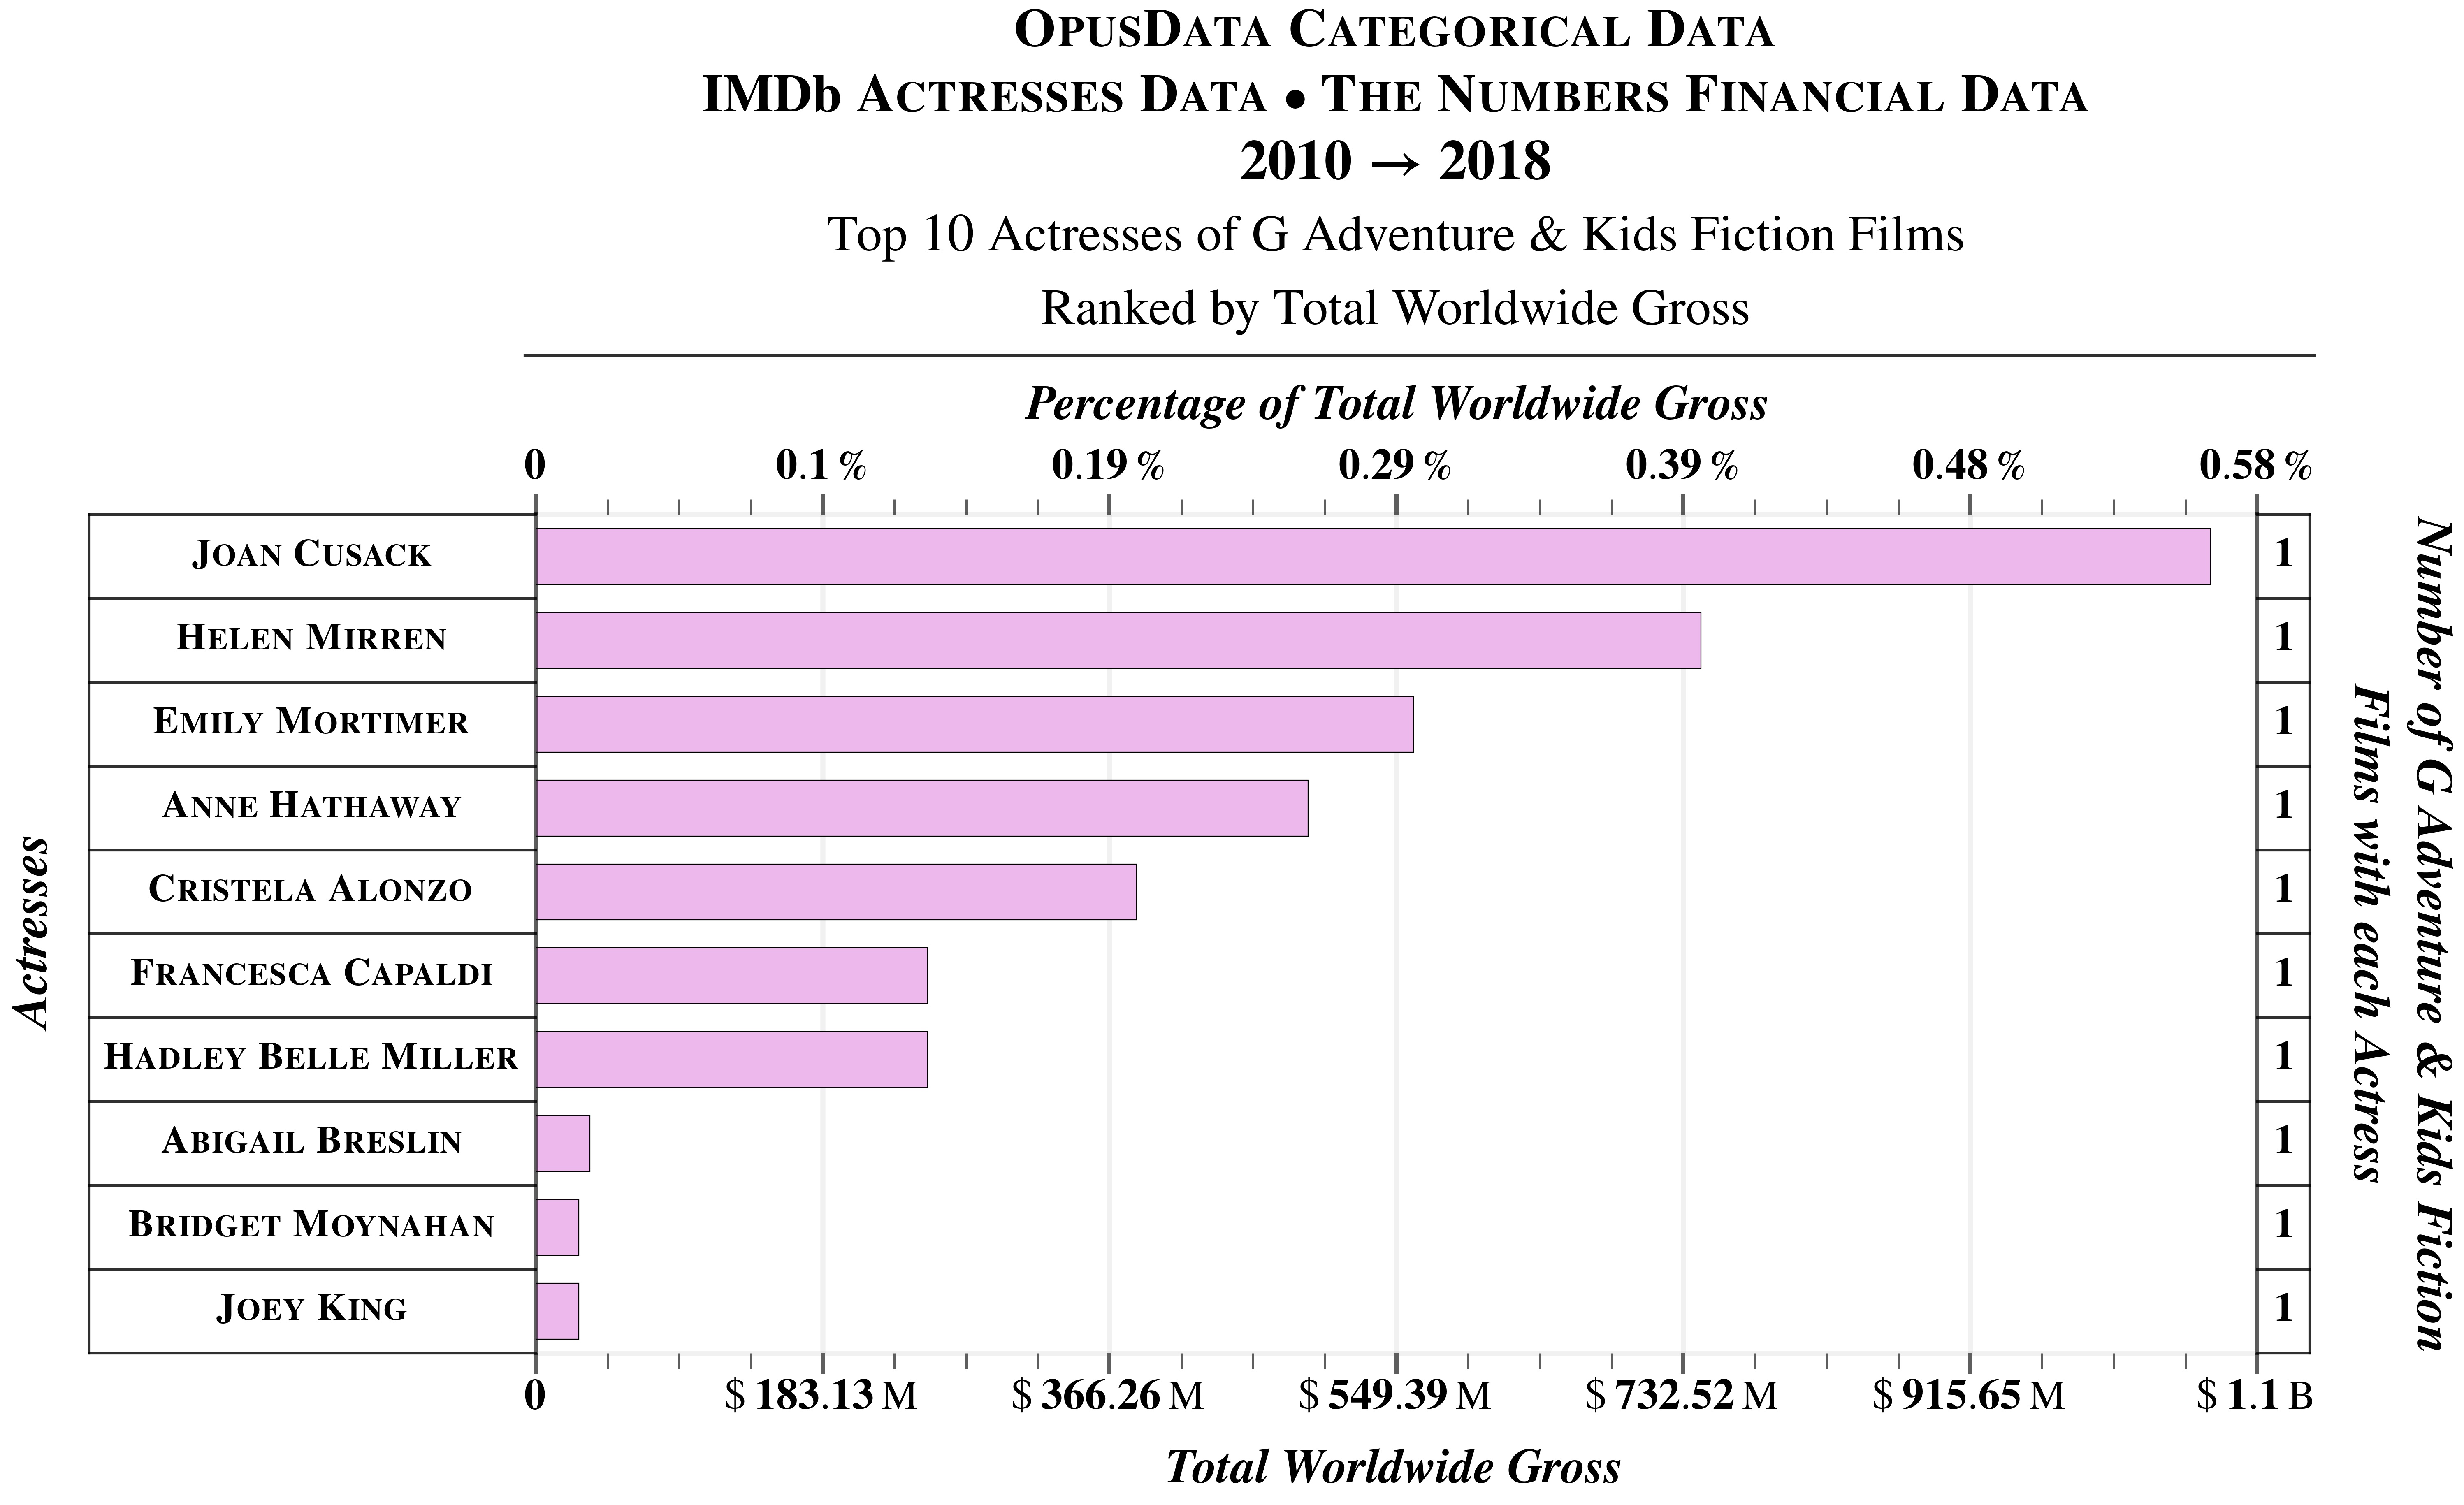 OpusData Categorical Data
IMDb Actresses Data • The Numbers Financial Data
2010 → 2018
Top 10 Actresses of G Adventure & Kids Fiction Films
Ranked by Total Worldwide Gross
Percentage of Total Worldwide Gross
0 0.1 % 0.19 % 0.29 % 0.39 % 0.48 % 0.58 %
Actresses
Joan Cusack 1
Helen Mirren 1
Emily Mortimer 1
Anne Hathaway 1
Cristela Alonzo 1
Francesca Capaldi 1
Hadley Belle Miller 1
Abigail Breslin 1
Bridget Moynahan 1
Joey King 1
Number of G Adventure & Kids Fiction
Films with each Actress
0 $ 183.13 M $ 366.26 M $ 549.39 M $ 732.52 M $ 915.65 M $ 1.1 B
Total Worldwide Gross